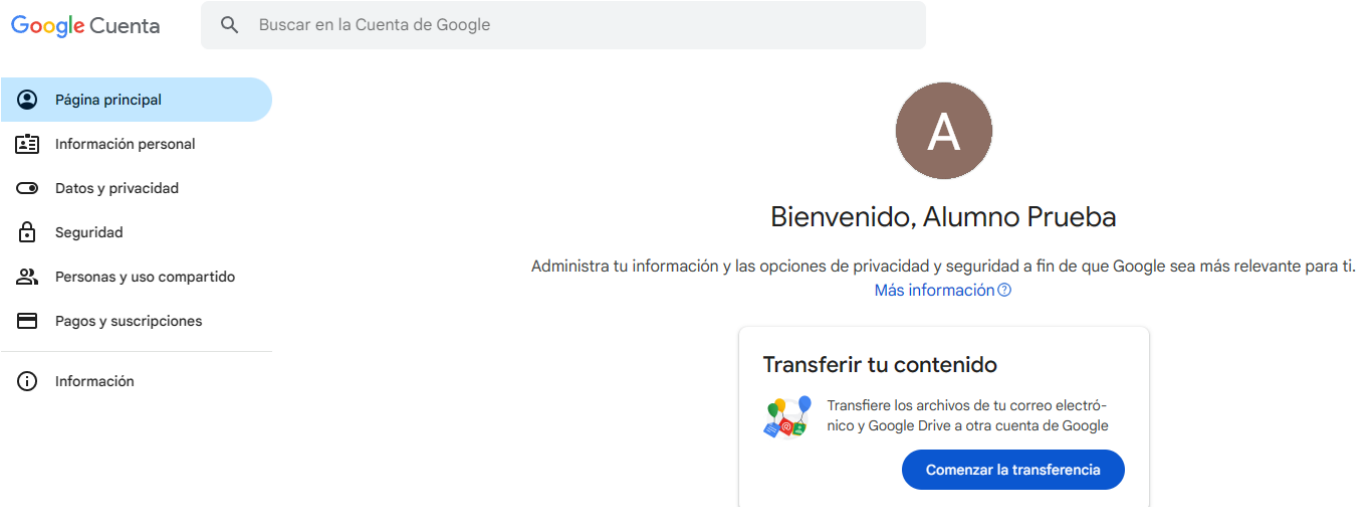 Google Cuenta
Buscar en la Cuenta de Google
Página principal
Información personal
Datos y privacidad
Seguridad
Personas y uso compartido
Pagos y suscripciones
Información
A
Bienvenido, Alumno Prueba
Administra tu información y las opciones de privacidad y seguridad a fin de que Google sea más relevante para ti.
Más información
Transferir tu contenido
Transfiere los archivos de tu correo electró-
nico y Google Drive a otra cuenta de Google
Comenzar la transferencia